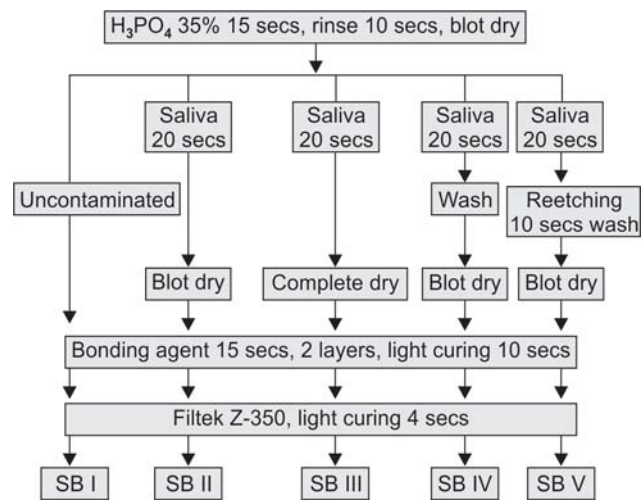 H₃PO₄ 35% 15 secs, rinse 10 secs, blot dry
Saliva
20 secs
Saliva
20 secs
Saliva
20 secs
Saliva
20 secs
Uncontaminated
Wash
Reetching
10 secs wash
Blot dry
Complete dry
Blot dry
Blot dry
Bonding agent 15 secs, 2 layers, light curing 10 secs
Filtek Z-350, light curing 4 secs
SB I
SB II
SB III
SB IV
SB V